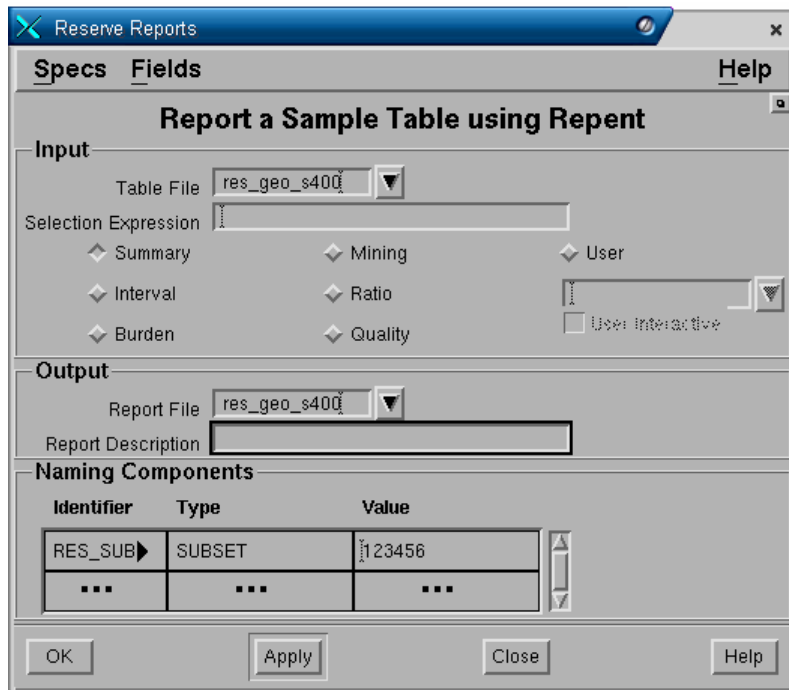 Reserve Reports
Specs Fields Help
Report a Sample Table using Repent
Input
Table File res_geo_s400
Selection Expression
Summary Mining User
Interval Ratio
User Interactive
Burden Quality
Output
Report File res_geo_s400
Report Description
Naming Components
Identifier Type Value
RES_SUB SUBSET 123456
... ... ...
OK Apply Close Help